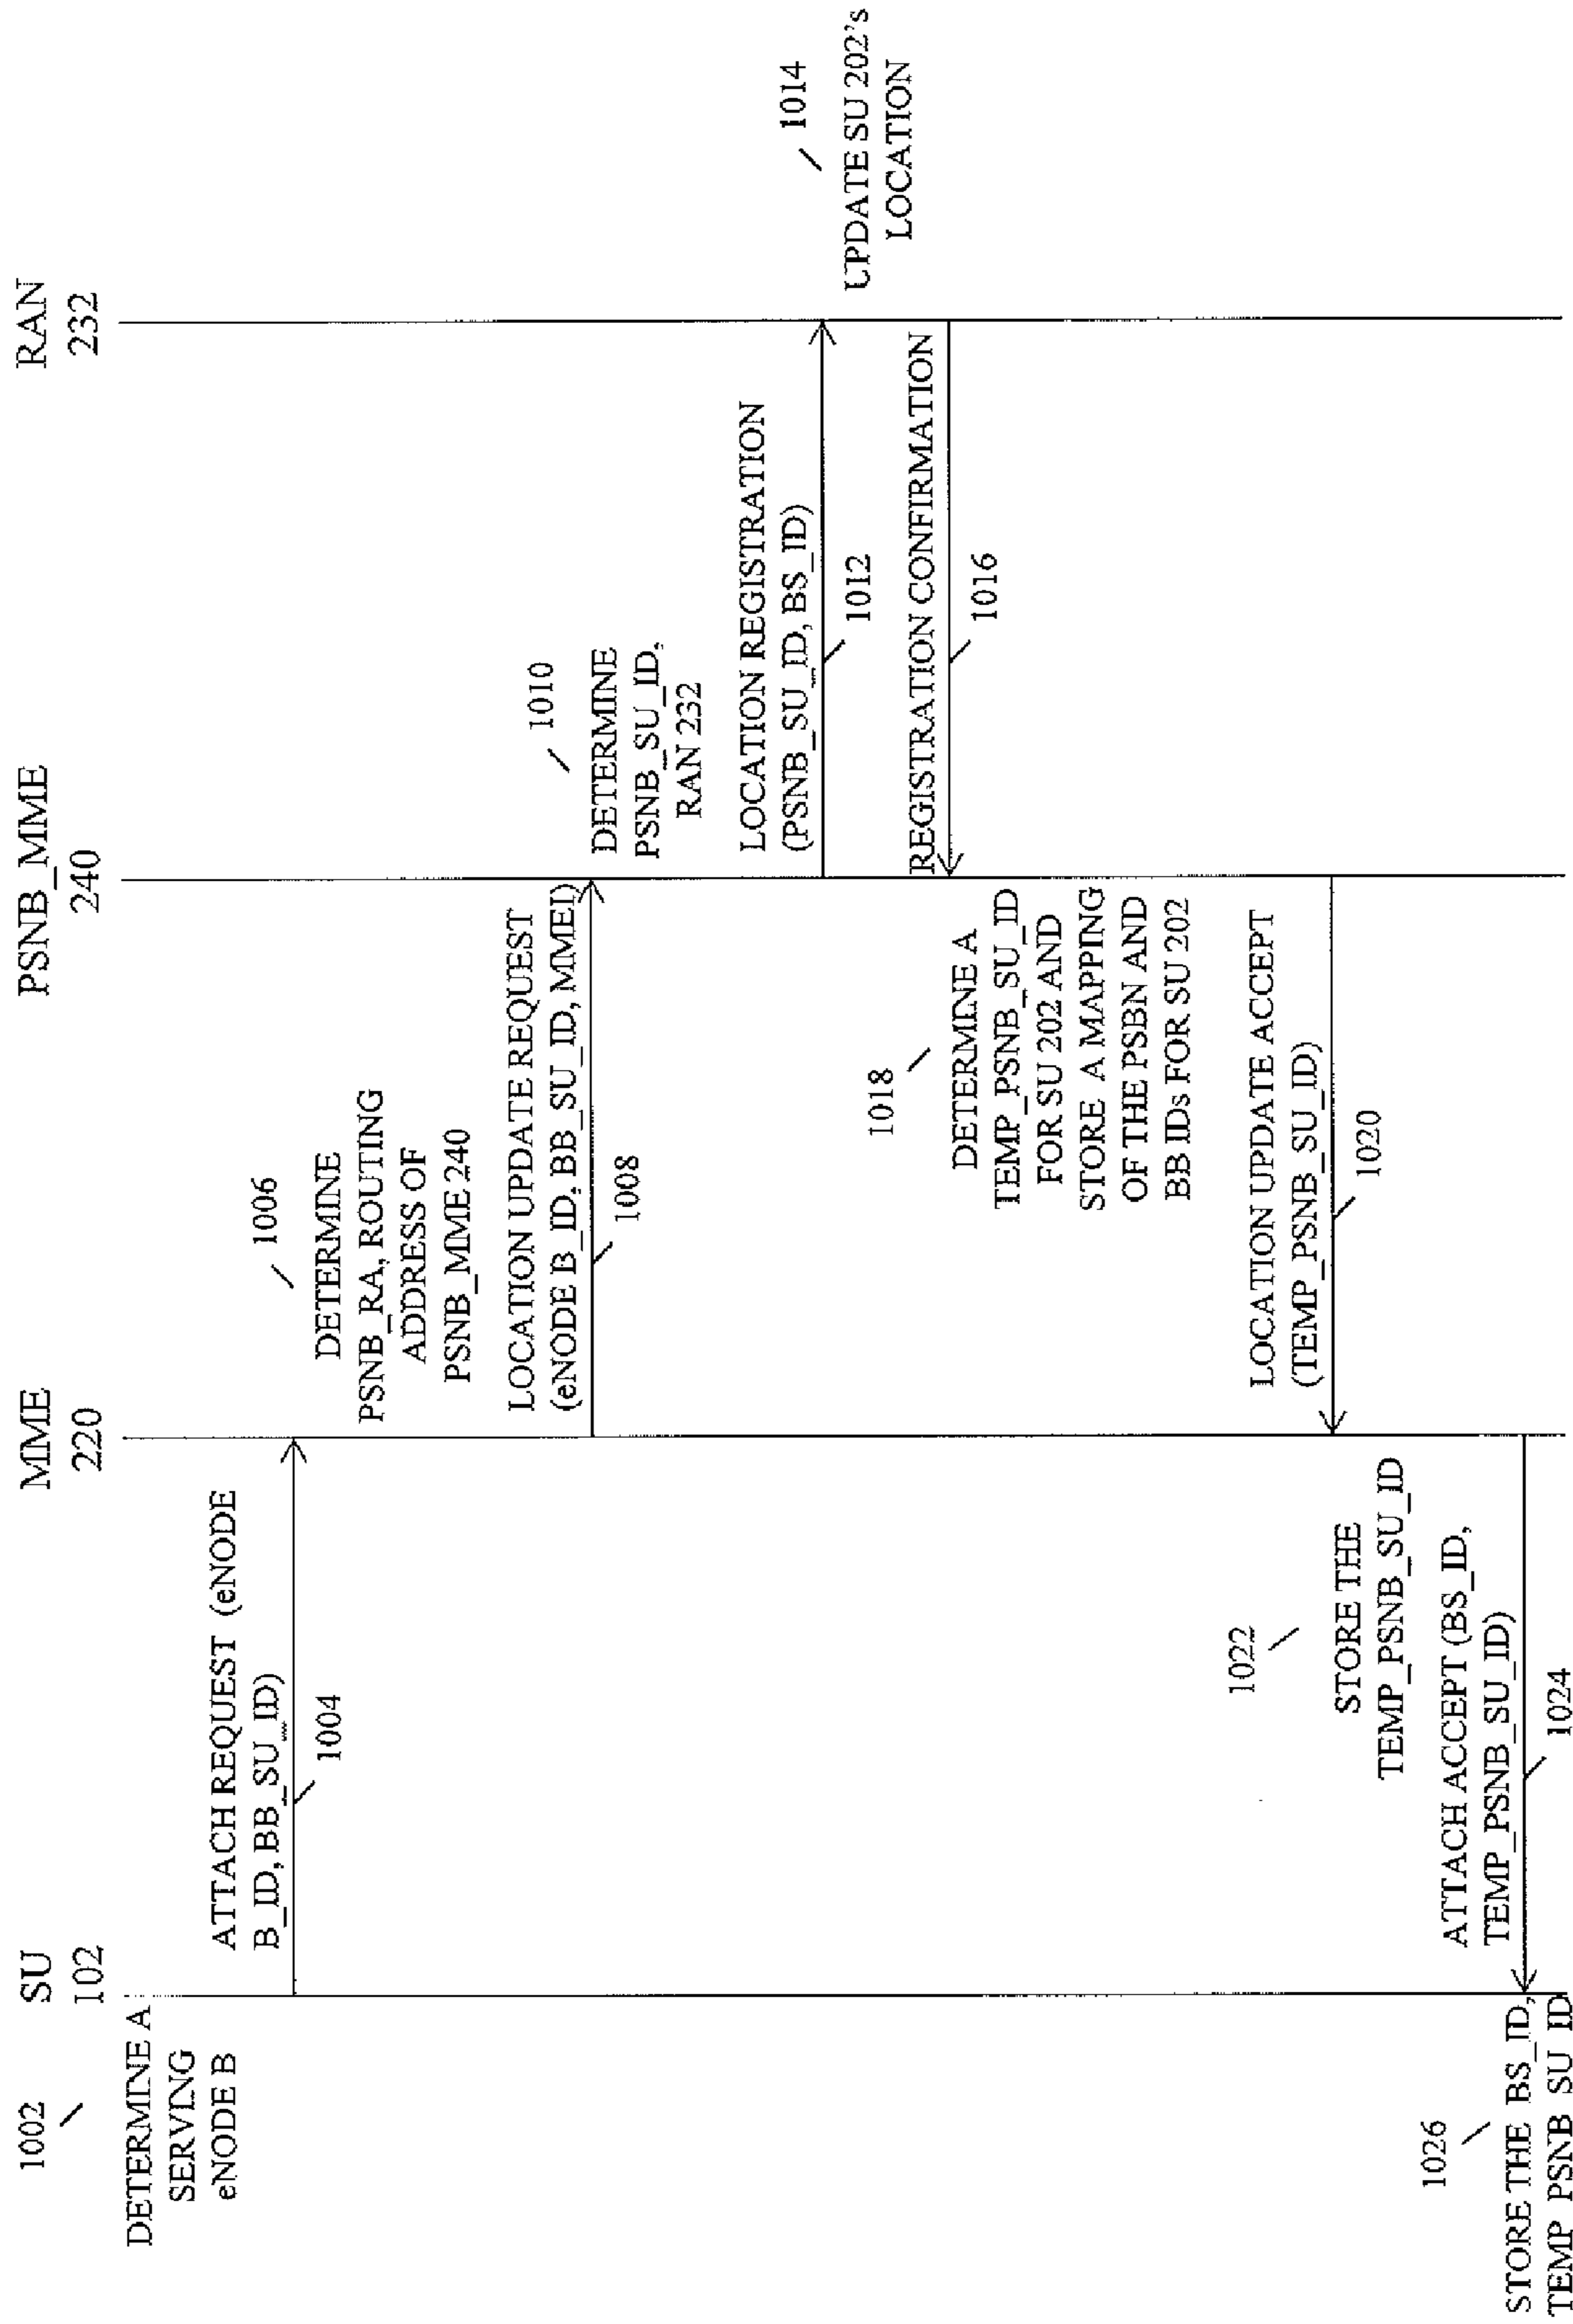 SU
102
MME
220
PSNB_MME
240
RAN
232
1002
DETERMINE A
SERVING
eNODE B
ATTACH REQUEST (eNODE
B_ID, BB_SU_ID)
1004
1006
DETERMINE
PSNB_RA, ROUTING
ADDRESS OF
PSNB_MME 240
LOCATION UPDATE REQUEST
(eNODE B_ID, BB_SU_ID, MMEI)
1008
1010
DETERMINE
PSNB_SU_ID,
RAN 232
LOCATION REGISTRATION
(PSNB_SU_ID, BS_ID)
1012
1014
UPDATE SU 202's
LOCATION
REGISTRATION CONFIRMATION
1016
1018
DETERMINE A
TEMP_PSNB_SU_ID
FOR SU 202 AND
STORE A MAPPING
OF THE PSBN AND
BB IDs FOR SU 202
LOCATION UPDATE ACCEPT
(TEMP_PSNB_SU_ID)
1020
1022
STORE THE
TEMP_PSNB_SU_ID
ATTACH ACCEPT (BS_ID,
TEMP_PSNB_SU_ID)
1024
1026
STORE THE BS_ID,
TEMP_PSNB_SU_ID